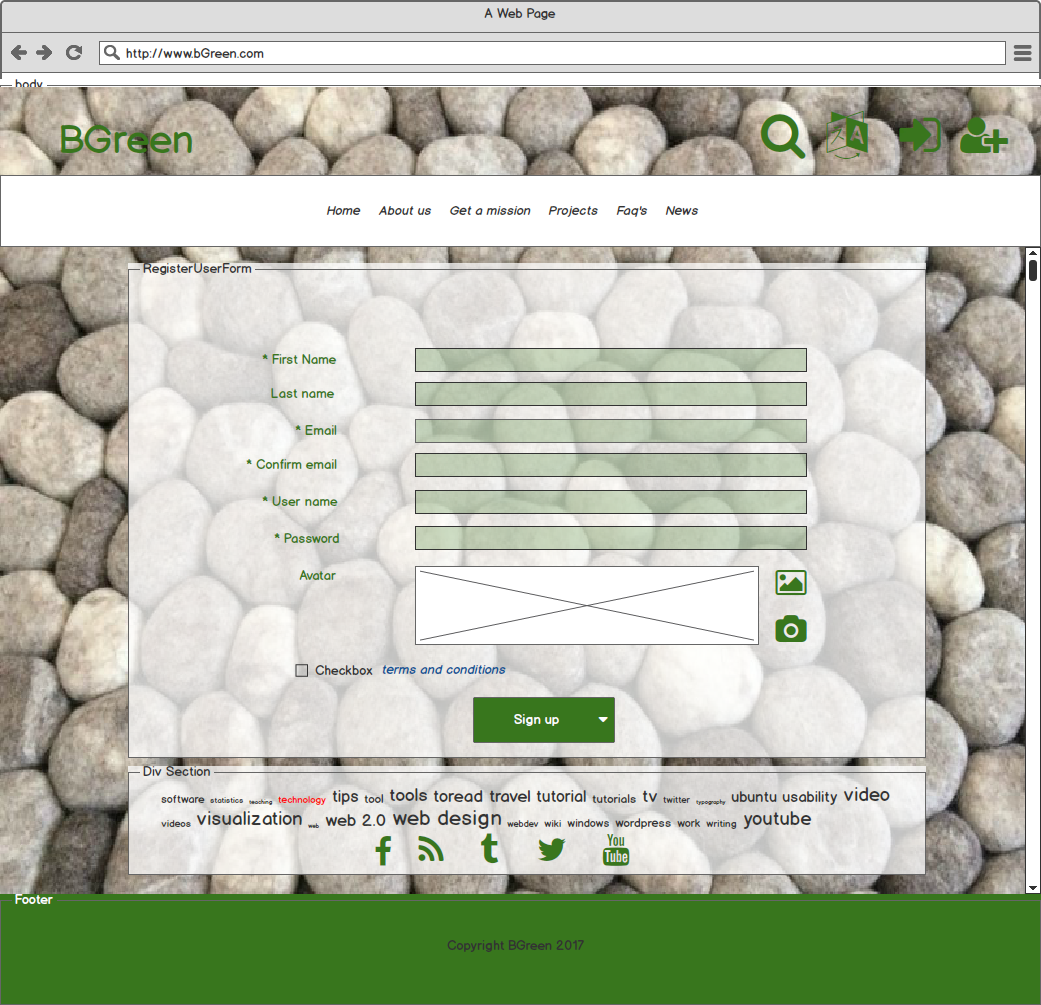 A Web Page
http://www.bGreen.com
body
BGreen
A
Home About us Get a mission Projects Faq's News
RegisterUserForm
* First Name
Last name
* Email
* Confirm email
* User name
* Password
Avatar
Checkbox terms and conditions
Sign up
Div Section
software statistics teaching technology tips tool tools toread travel tutorial tutorials tv twitter typography ubuntu usability video
videos visualization web web 2.0 web design webdev wiki windows wordpress work writing youtube
You
Tube
Footer
Copyright BGreen 2017